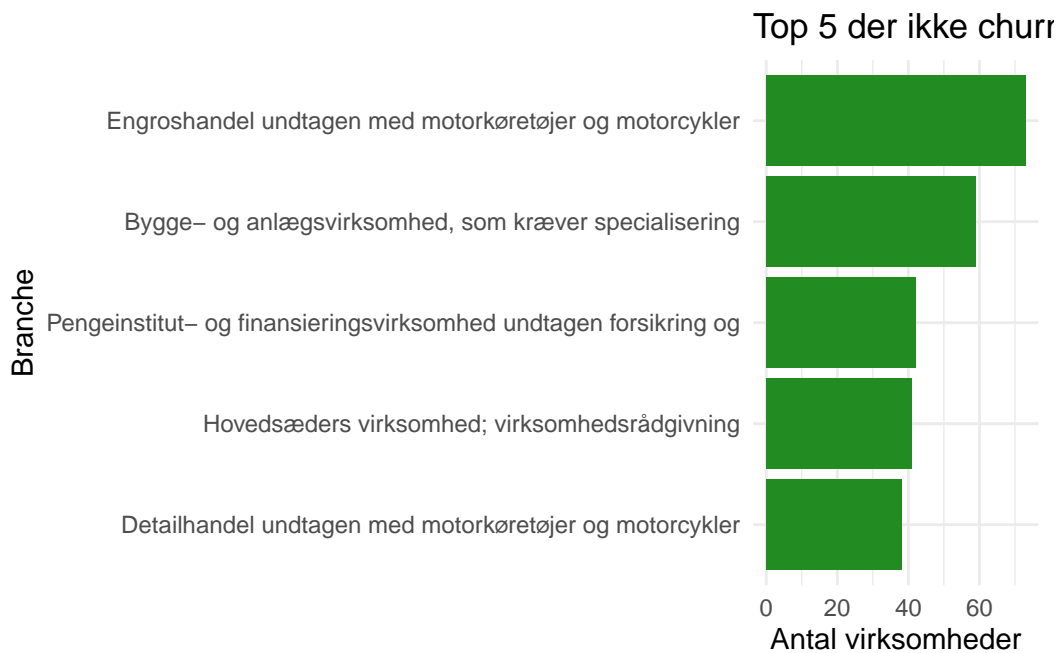 Top 5 der ikke churn
Engroshandel undtagen med motorkøretøjer og motorcykler
Bygge– og anlægsvirksomhed, som kræver specialisering
Pengeinstitut– og finansieringsvirksomhed undtagen forsikring og
Hovedsæders virksomhed; virksomhedsrådgivning
Detailhandel undtagen med motorkøretøjer og motorcykler
Branche
0 20 40 60
Antal virksomheder